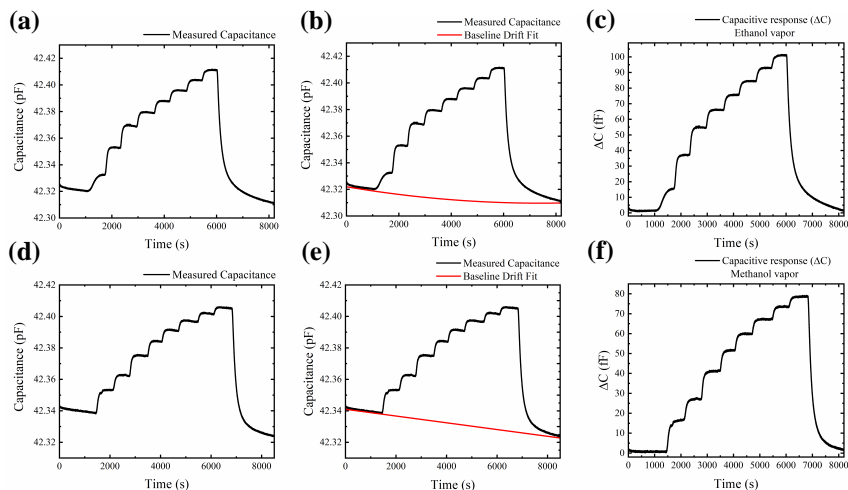 (a)
Measured Capacitance
42.42
42.40
42.38
42.36
42.34
42.32
42.30
Capacitance (pF)
0 2000 4000 6000 8000
Time (s)
(b)
Measured Capacitance
Baseline Drift Fit
42.42
42.40
42.38
42.36
42.34
42.32
42.30
Capacitance (pF)
0 2000 4000 6000 8000
Time (s)
(c)
Capacitive response (ΔC)
Ethanol vapor
100
90
80
70
60
50
40
30
20
10
0
ΔC (fF)
0 1000 2000 3000 4000 5000 6000 7000 8000
Time (s)
(d)
Measured Capacitance
42.42
42.40
42.38
42.36
42.34
42.32
Capacitance (pF)
0 2000 4000 6000 8000
Time (s)
(e)
Measured Capacitance
Baseline Drift Fit
42.42
42.40
42.38
42.36
42.34
42.32
Capacitance (pF)
0 2000 4000 6000 8000
Time (s)
(f)
Capacitive response (ΔC)
Methanol vapor
80
70
60
50
40
30
20
10
0
ΔC (fF)
0 1000 2000 3000 4000 5000 6000 7000 8000
Time (s)